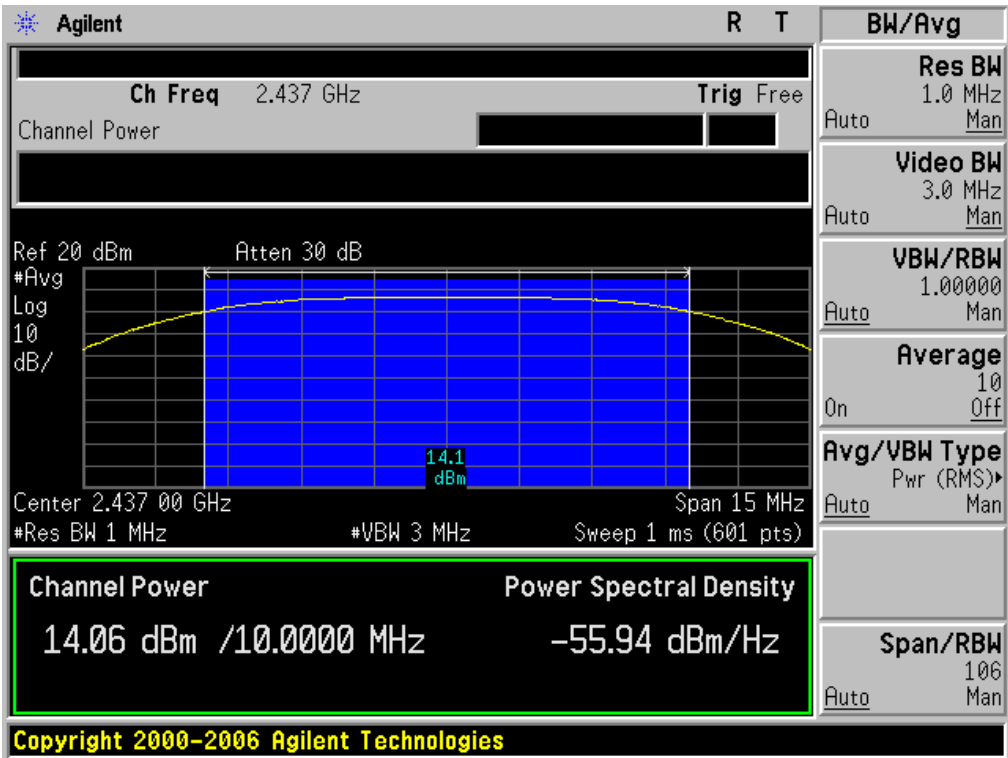 Agilent R T
Ch Freq 2.437 GHz Trig Free
Channel Power
Ref 20 dBm Atten 30 dB
#Avg
Log
10
dB/
14.1
dBm
Center 2.437 00 GHz Span 15 MHz
#Res BW 1 MHz #VBW 3 MHz Sweep 1 ms (601 pts)
Channel Power Power Spectral Density
14.06 dBm /10.0000 MHz -55.94 dBm/Hz
Copyright 2000-2006 Agilent Technologies
BW/Avg
Res BW
1.0 MHz
Auto Man
Video BW
3.0 MHz
Auto Man
VBW/RBW
1.00000
Auto Man
Average
10
On Off
Avg/VBW Type
Pwr (RMS)▸
Auto Man
Span/RBW
106
Auto Man